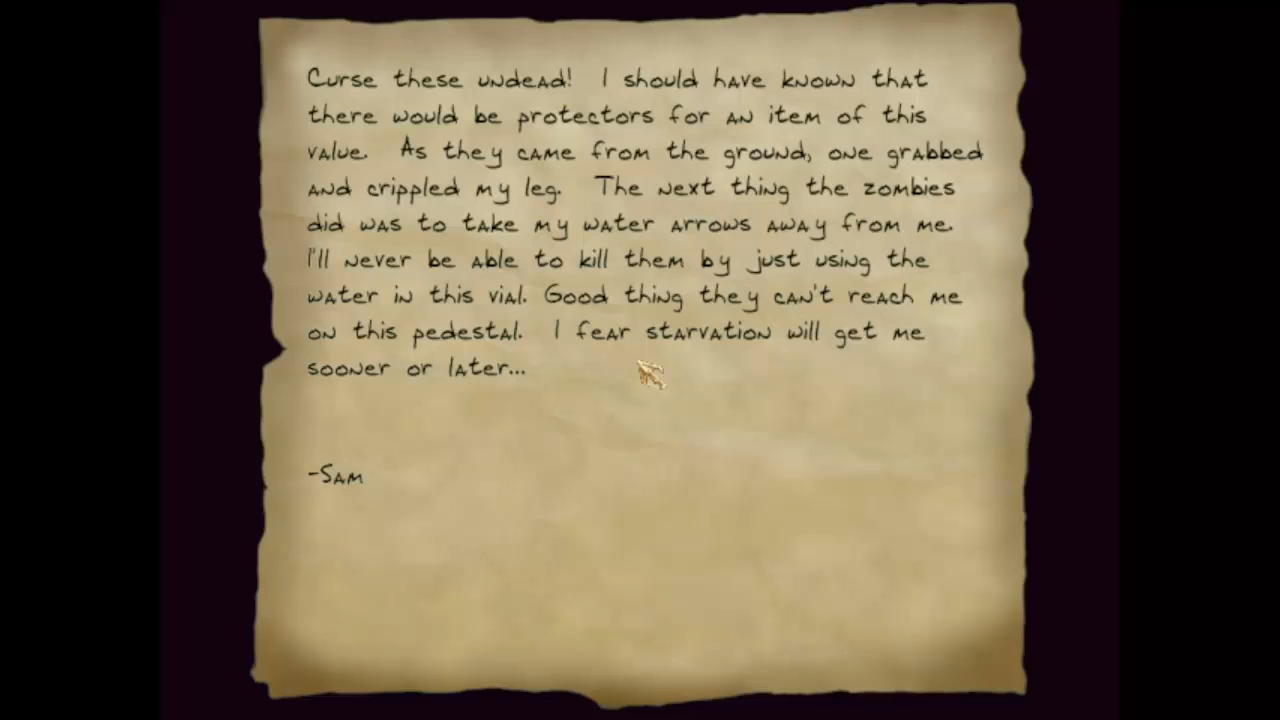 Curse these undead!  I should have known that
there would be protectors for an item of this
value.  As they came from the ground, one grabbed
and crippled my leg.  The next thing the zombies
did was to take my water arrows away from me.
I'll never be able to kill them by just using the
water in this vial. Good thing they can't reach me
on this pedestal.  I fear starvation will get me
sooner or later...
-Sam